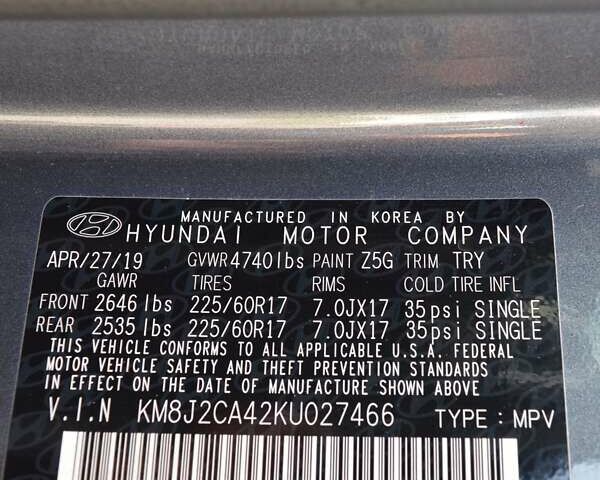 MANUFACTURED IN KOREA BY
HYUNDAI MOTOR COMPANY
APR/27/19 GVWR 4740lbs PAINT Z5G TRIM TRY
GAWR TIRES RIMS COLD TIRE INFL
FRONT 2646lbs 225/60R17 7.0JX17 35psi SINGLE
REAR 2535lbs 225/60R17 7.0JX17 35psi SINGLE
THIS VEHICLE CONFORMS TO ALL APPLICABLE U.S.A. FEDERAL
MOTOR VEHICLE SAFETY AND THEFT PREVENTION STANDARDS
IN EFFECT ON THE DATE OF MANUFACTURE SHOWN ABOVE
V.I.N KM8J2CA42KU027466 TYPE : MPV